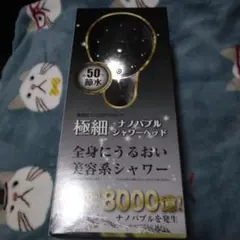 50
節水
極細
ナノバブル
シャワーヘッド
全身にうるおい
美容系シャワー
8000
ナノバブルを発生